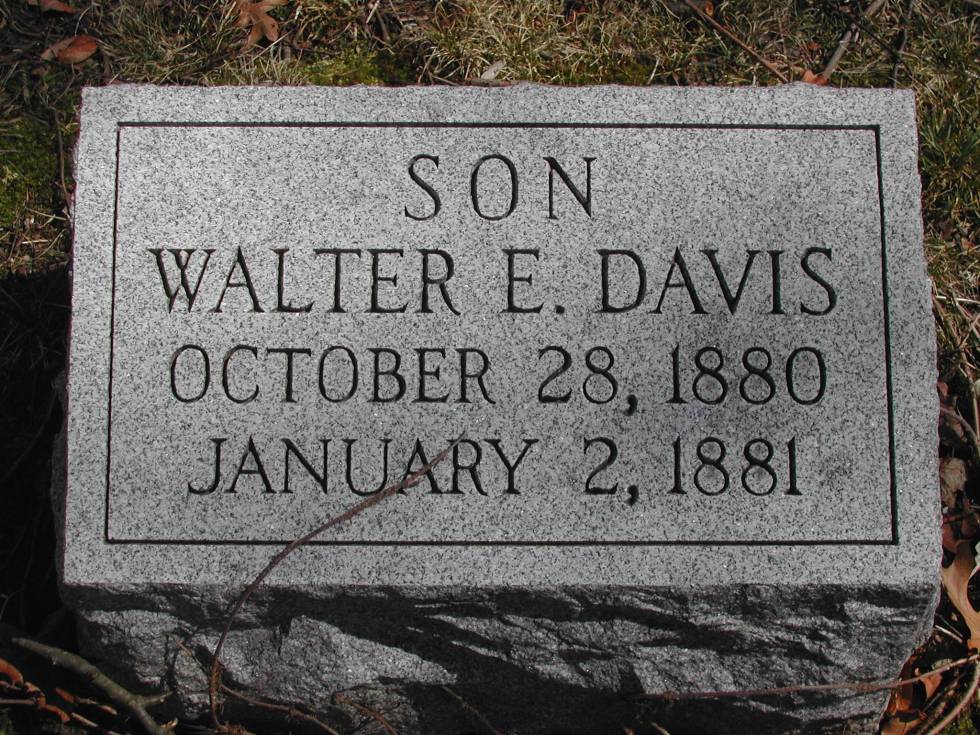 SON
WALTER E. DAVIS
OCTOBER 28, 1880
JANUARY 2, 1881